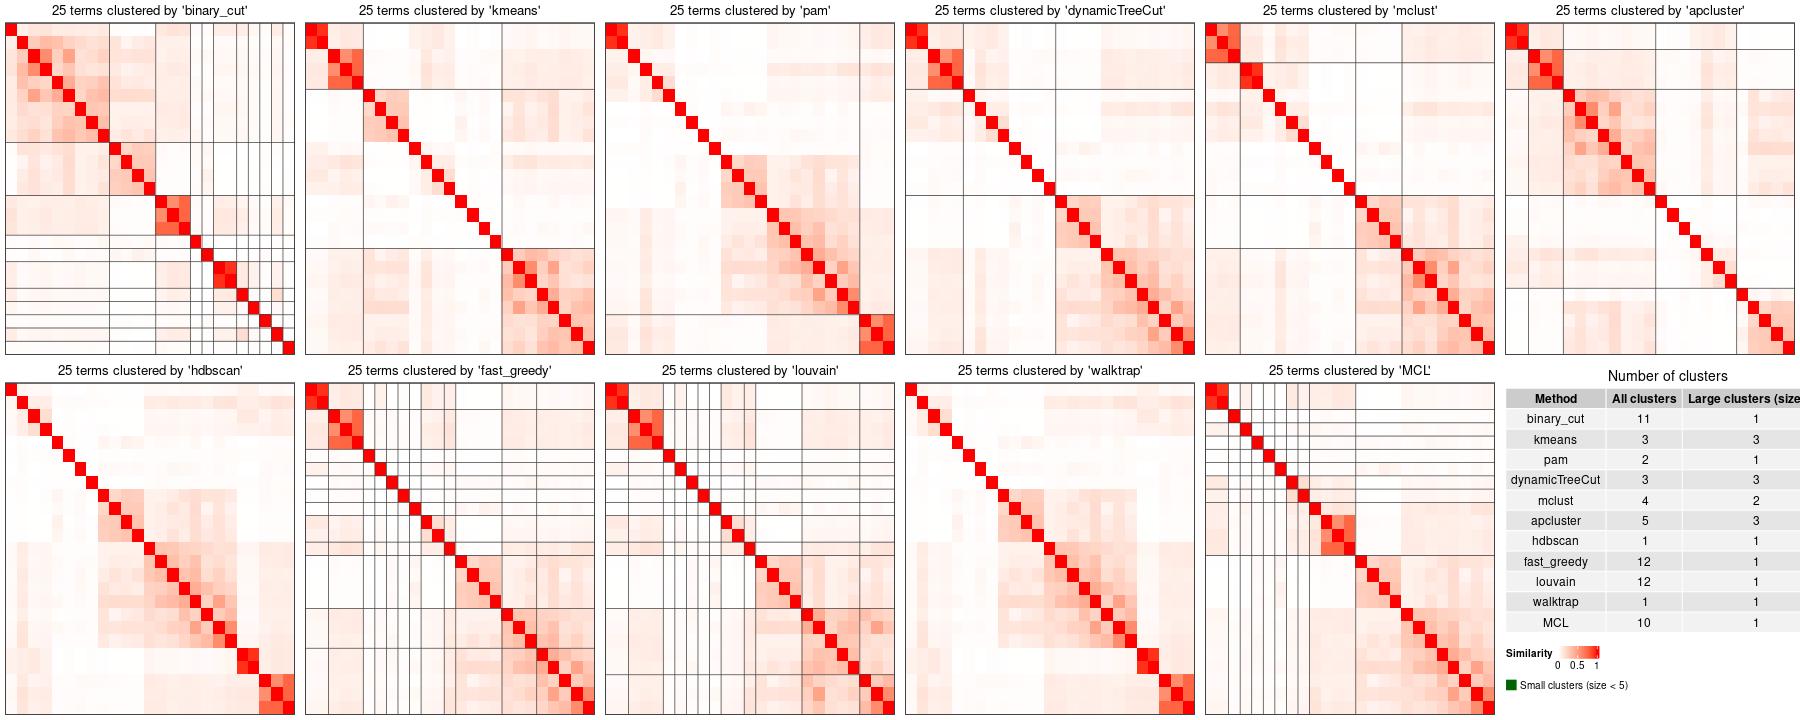 25 terms clustered by 'binary_cut'
25 terms clustered by 'kmeans'
25 terms clustered by 'pam'
25 terms clustered by 'dynamicTreeCut'
25 terms clustered by 'mclust'
25 terms clustered by 'apcluster'
25 terms clustered by 'hdbscan'
25 terms clustered by 'fast_greedy'
25 terms clustered by 'louvain'
25 terms clustered by 'walktrap'
25 terms clustered by 'MCL'
Number of clusters
Method All clusters Large clusters (size
binary_cut 11 1
kmeans 3 3
pam 2 1
dynamicTreeCut 3 3
mclust 4 2
apcluster 5 3
hdbscan 1 1
fast_greedy 12 1
louvain 12 1
walktrap 1 1
MCL 10 1
Similarity
0 0.5 1
Small clusters (size < 5)